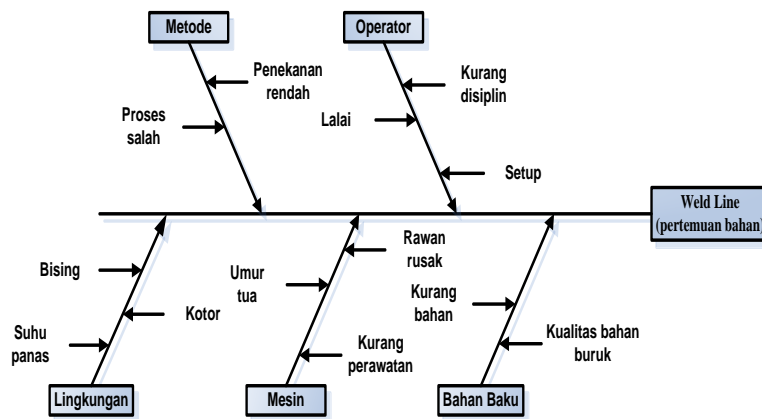 Metode
Operator
Penekanan
rendah
Proses
salah
Kurang
disiplin
Lalai
Setup
Weld Line
(pertemuan bahan)
Bising
Kotor
Suhu
panas
Rawan
rusak
Umur
tua
Kurang
perawatan
Kurang
bahan
Kualitas bahan
buruk
Lingkungan
Mesin
Bahan Baku